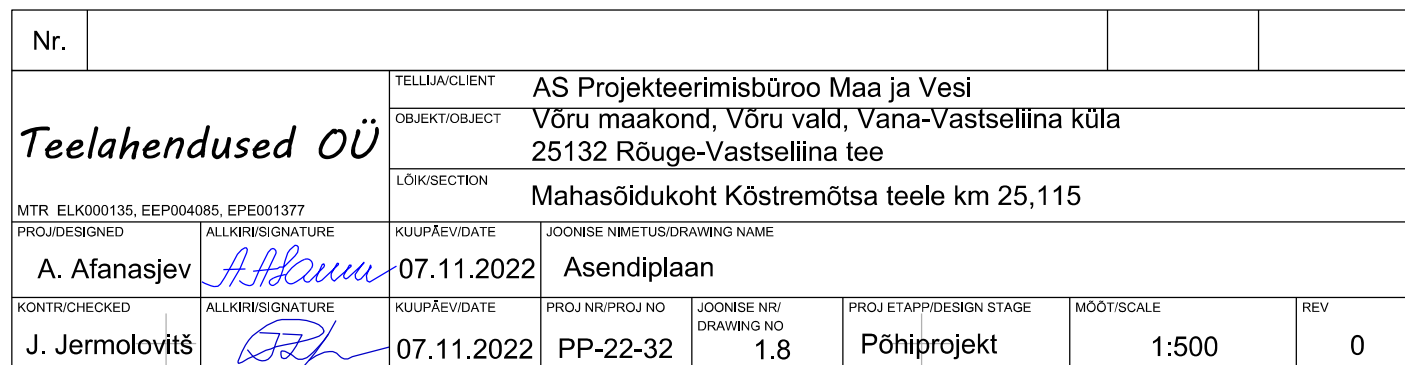 Nr.
Teelahendused OÜ
MTR ELK000135, EEP004085, EPE001377
TELLIJA/CLIENT
AS Projekteerimisbüroo Maa ja Vesi
OBJEKT/OBJECT
Võru maakond, Võru vald, Vana-Vastseliina küla
25132 Rõuge-Vastseliina tee
LÕIK/SECTION
Mahasõidukoht Köstremõtsa teele km 25,115
PROJ/DESIGNED
A. Afanasjev
ALLKIRI/SIGNATURE
KUUPÄEV/DATE
07.11.2022
JOONISE NIMETUS/DRAWING NAME
Asendiplaan
KONTR/CHECKED
J. Jermolovitš
ALLKIRI/SIGNATURE
KUUPÄEV/DATE
07.11.2022
PROJ NR/PROJ NO
PP-22-32
JOONISE NR/
DRAWING NO
1.8
PROJ ETAPP/DESIGN STAGE
Põhiprojekt
MÕÕT/SCALE
1:500
REV
0